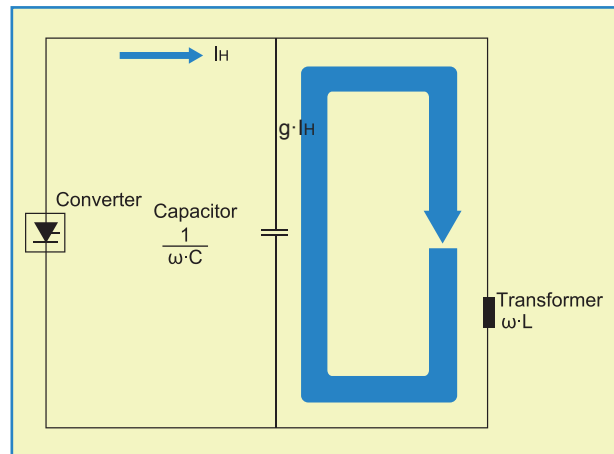 IH
g·IH
Converter
Capacitor
1
ω·C
Transformer
ω·L